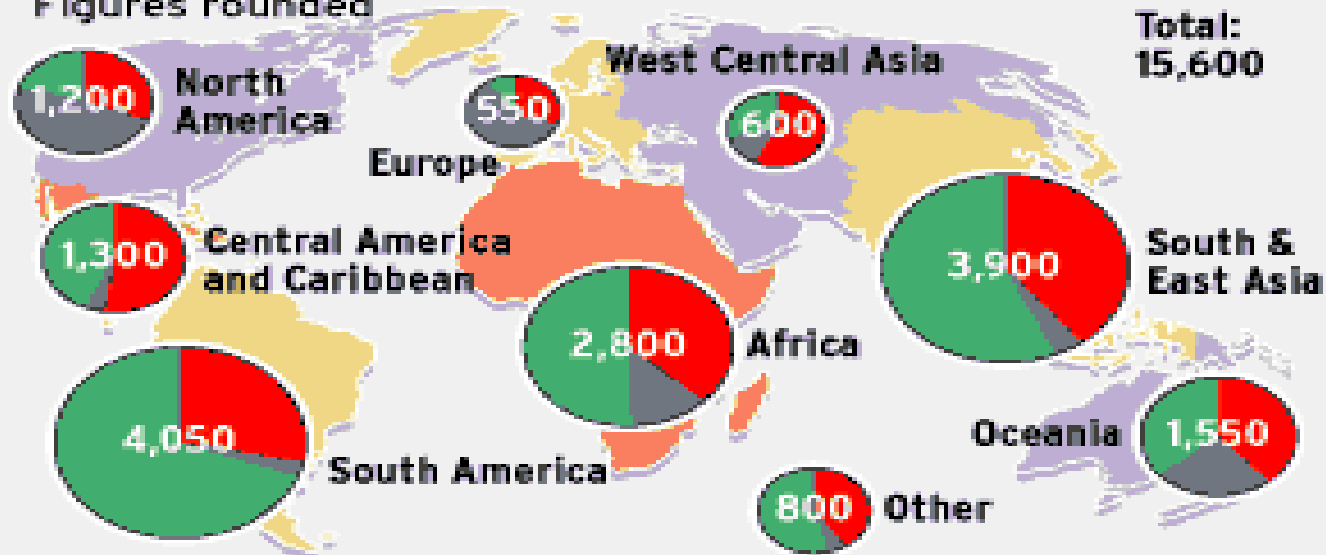 Figures rounded
Total:
15,600
1,200
North
America
550
Europe
West Central Asia
600
1,300
Central America
and Caribbean
2,800
Africa
3,900
South &
East Asia
4,050
South America
Oceania
1,550
800
Other